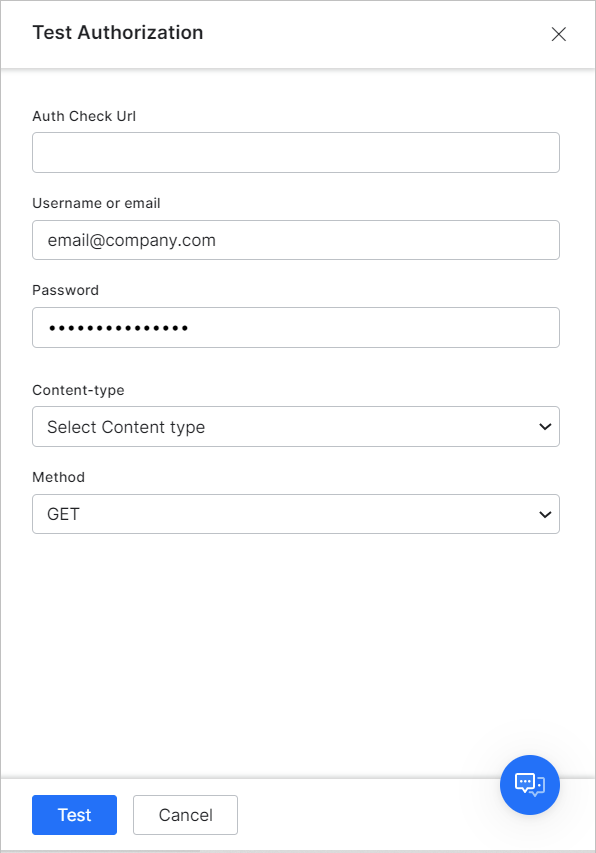 Test Authorization
Auth Check Url
Username or email
email@company.com
Password
•••••••••••••••
Content-type
Select Content type
Method
GET
Test Cancel